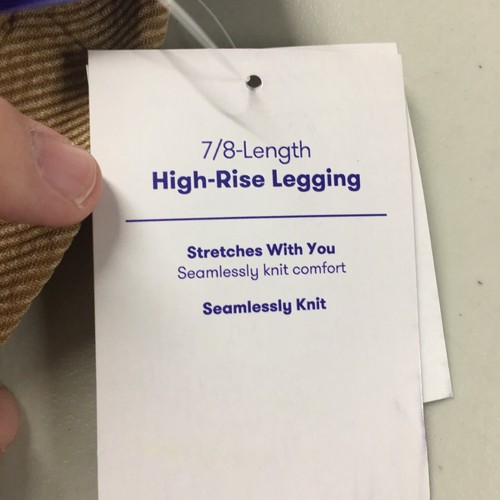 7/8-Length
High-Rise Legging
Stretches With You
Seamlessly knit comfort
Seamlessly Knit